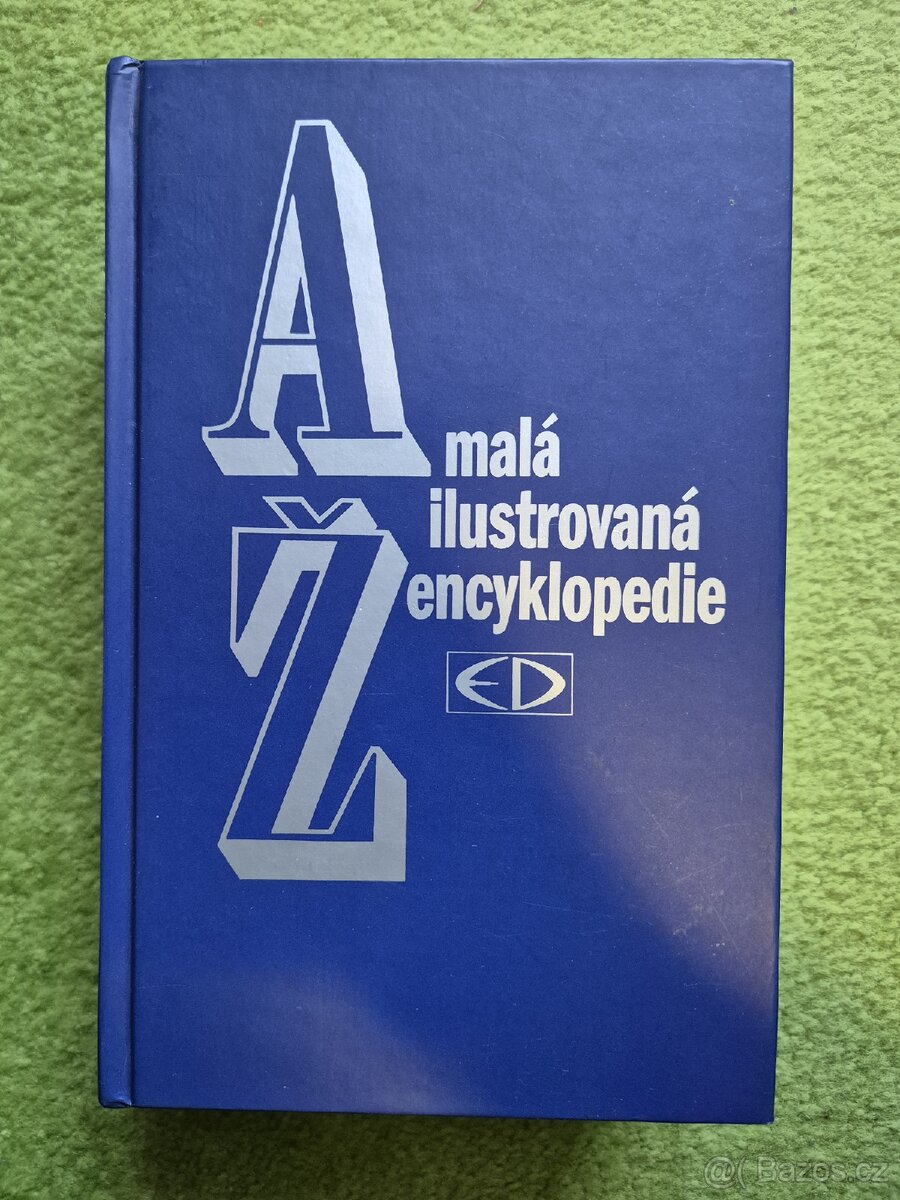 A
malá
ilustrovaná
Ž
encyklopedie
ED
@( Bazos.cz